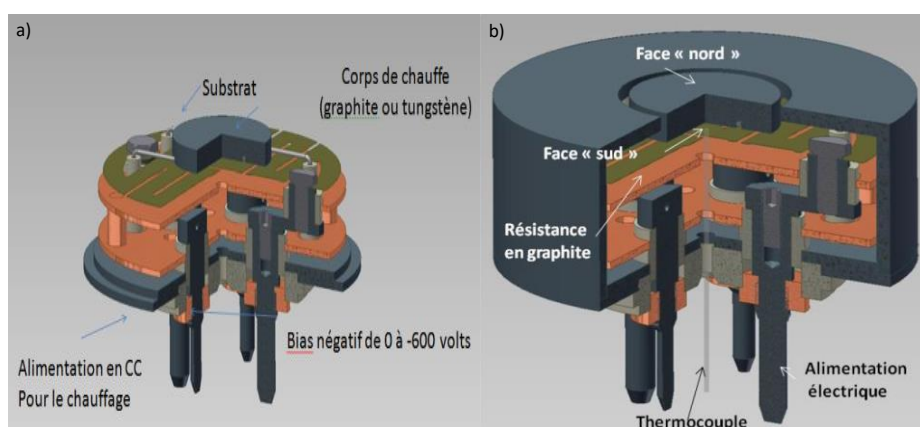 a)
Substrat
Corps de chauffe
(graphite ou tungstène)
Bias négatif de 0 à -600 volts
Alimentation en CC
Pour le chauffage
b)
Face « nord »
Face « sud »
Résistance
en graphite
Alimentation
électrique
Thermocouple